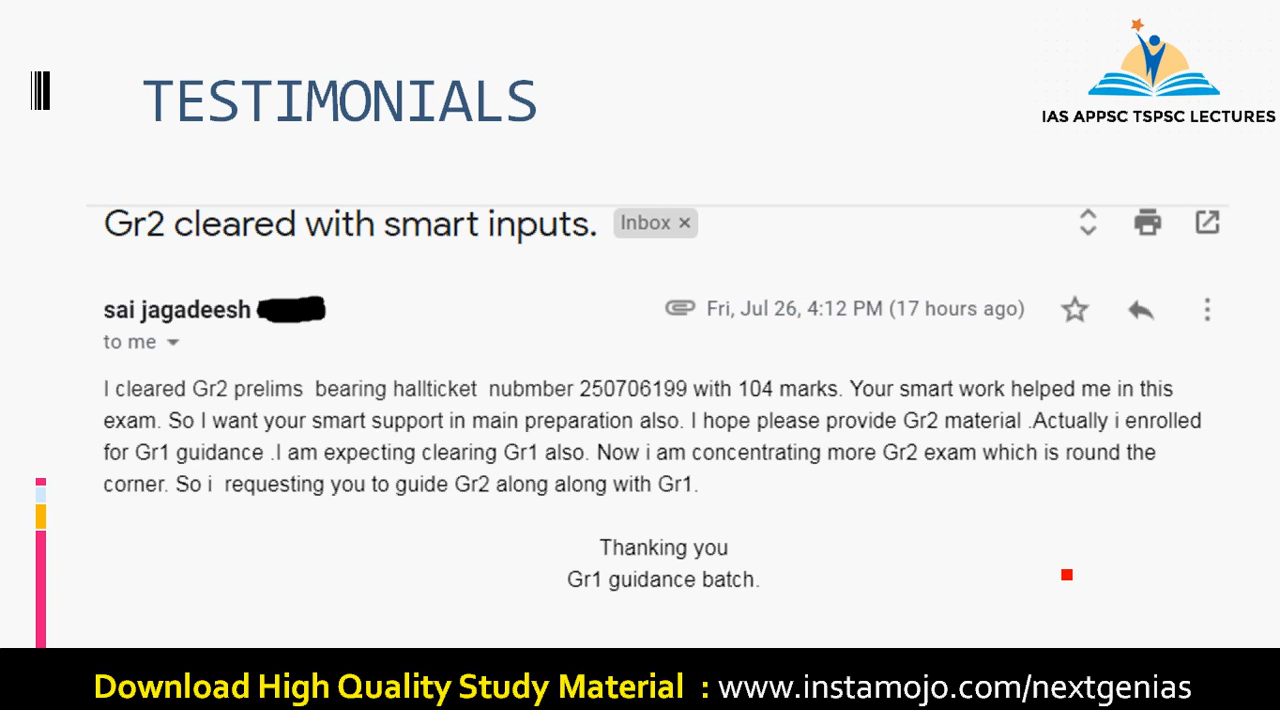 TESTIMONIALS
IAS APPSC TSPSC LECTURES
Gr2 cleared with smart inputs. Inbox ×
sai jagadeesh
Fri, Jul 26, 4:12 PM (17 hours ago)
to me
I cleared Gr2 prelims bearing hallticket nubmber 250706199 with 104 marks. Your smart work helped me in this
exam. So I want your smart support in main preparation also. I hope please provide Gr2 material .Actually i enrolled
for Gr1 guidance .I am expecting clearing Gr1 also. Now i am concentrating more Gr2 exam which is round the
corner. So i requesting you to guide Gr2 along along with Gr1.
Thanking you
Gr1 guidance batch.
Download High Quality Study Material : www.instamojo.com/nextgenias